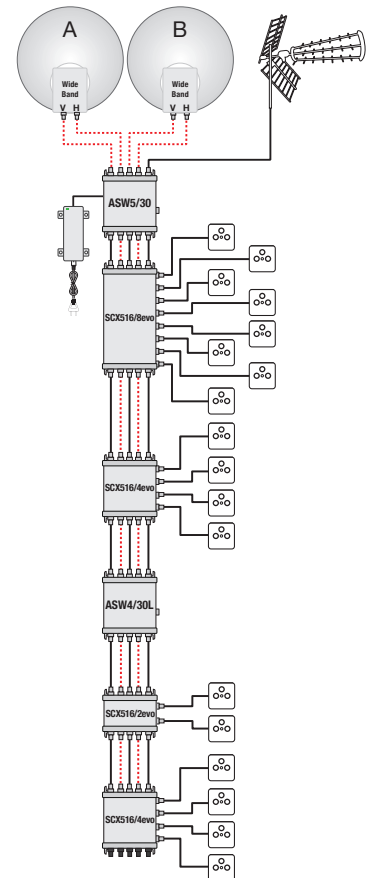 A
B
Wide
Band
V H
Wide
Band
V H
ASW5/30
SCX516/8evo
SCX516/4evo
ASW4/30L
SCX516/2evo
SCX516/4evo